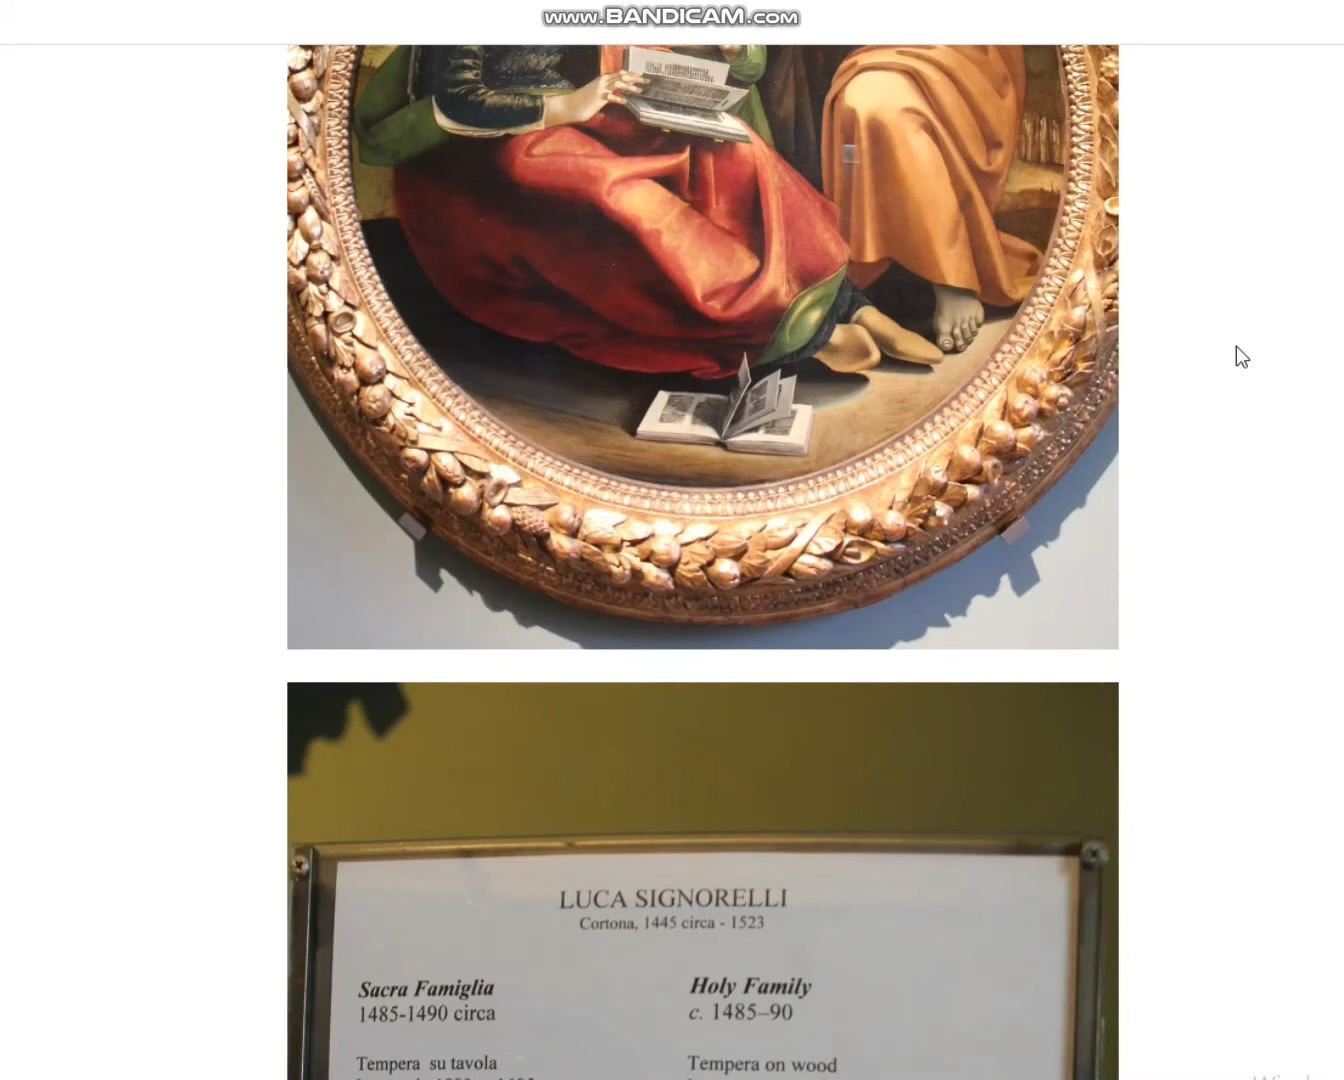 www.BANDICAM.com
LUCA SIGNORELLI
Cortona, 1445 circa - 1523
Sacra Famiglia
1485-1490 circa
Tempera su tavola
Holy Family
c. 1485–90
Tempera on wood